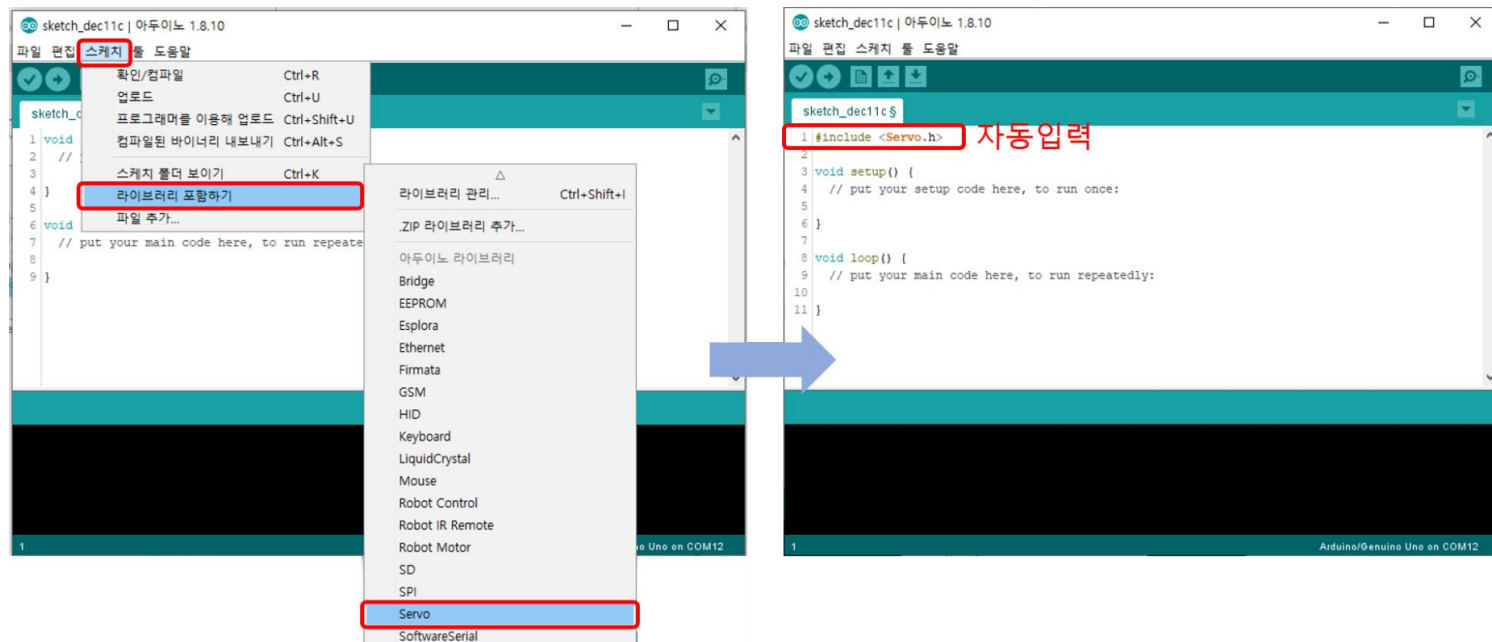 sketch_dec11c | 아두이노 1.8.10
파일 편집 스케치 툴 도움말
확인/컴파일 Ctrl+R
업로드 Ctrl+U
프로그래머를 이용해 업로드 Ctrl+Shift+U
컴파일된 바이너리 내보내기 Ctrl+Alt+S
스케치 폴더 보이기 Ctrl+K
라이브러리 포함하기
파일 추가...
sketch_d
1 void
2 //
3
4 }
5
6 void
7 // put your main code here, to run repeate
8
9 }
라이브러리 관리... Ctrl+Shift+I
.ZIP 라이브러리 추가...
아두이노 라이브러리
Bridge
EEPROM
Esplora
Ethernet
Firmata
GSM
HID
Keyboard
LiquidCrystal
Mouse
Robot Control
Robot IR Remote
Robot Motor
SD
SPI
Servo
SoftwareSerial
1 Uno on COM12
sketch_dec11c | 아두이노 1.8.10
파일 편집 스케치 툴 도움말
sketch_dec11c §
1 #include <Servo.h>
자동입력
2
3 void setup() {
4 // put your setup code here, to run once:
5
6 }
7
8 void loop() {
9 // put your main code here, to run repeatedly:
10
11 }
1 Arduino/Genuino Uno on COM12